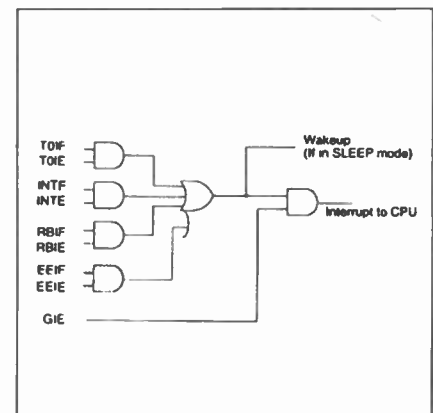 T0IF
T0IE
INTF
INTE
RBIF
RBIE
EEIF
EEIE
GIE
Wakeup
(If in SLEEP mode)
Interrupt to CPU